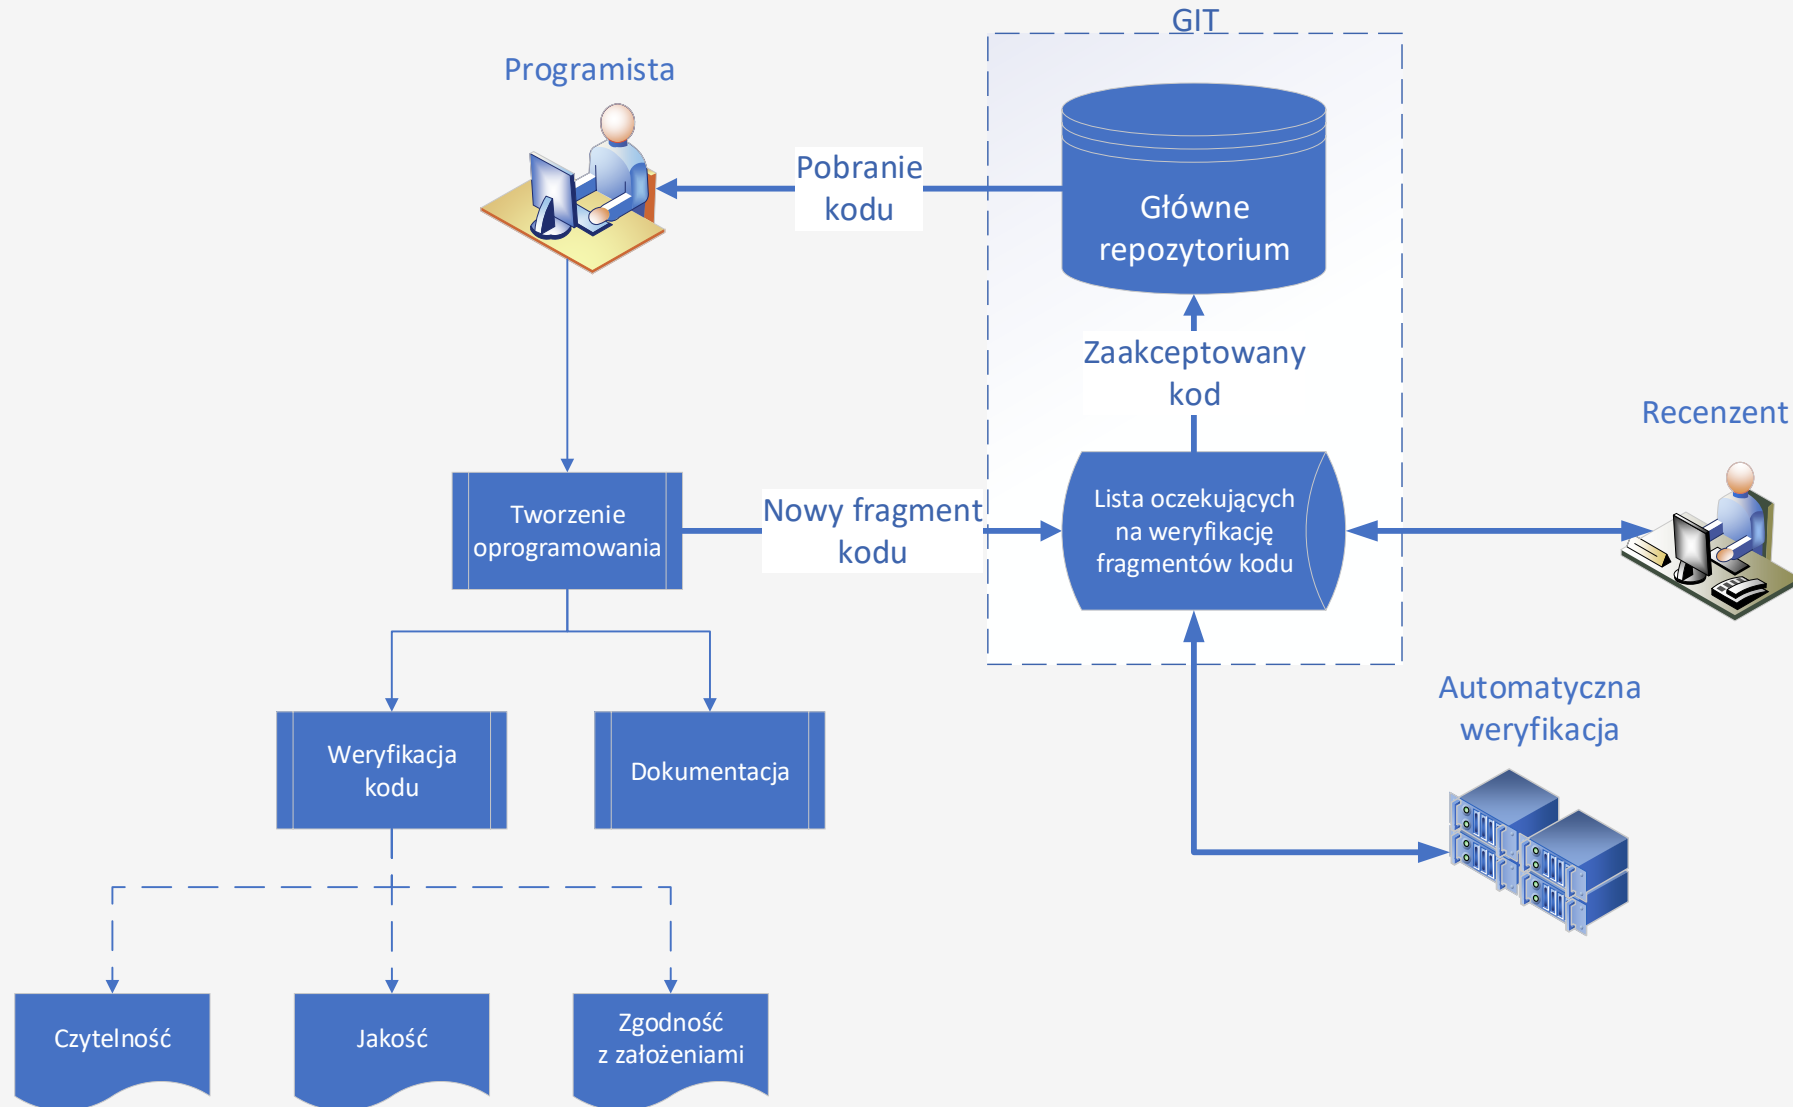 GIT
Programista
Pobranie
kodu
Główne
repozytorium
Zaakceptowany
kod
Recenzent
Tworzenie
oprogramowania
Nowy fragment
kodu
Lista oczekujących
na weryfikację
fragmentów kodu
Automatyczna
weryfikacja
Weryfikacja
kodu
Dokumentacja
Czytelność
Jakość
Zgodność
z założeniami